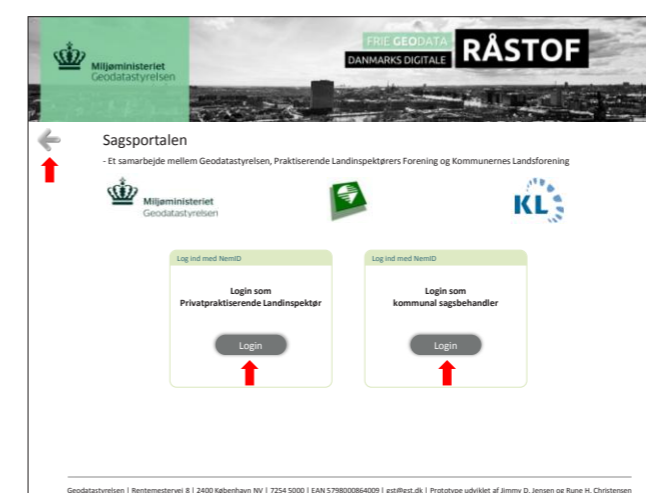 Miljøministeriet
Geodatastyrelsen
FRIE GEODATA
DANMARKS DIGITALE
RÅSTOF
Sagsportalen
- Et samarbejde mellem Geodatastyrelsen, Praktiserende Landinspektørers Forening og Kommunernes Landsforening
Miljøministeriet
Geodatastyrelsen
KL
Log ind med NemID
Login som
Privatpraktiserende Landinspektør
Login
Log ind med NemID
Login som
kommunal sagsbehandler
Login
Geodatastyrelsen | Rentemestervej 8 | 2400 København NV | 7254 5000 | EAN 5798000864009 | gst@gst.dk | Prototype udviklet af Jimmy D. Jensen og Rune H. Christensen